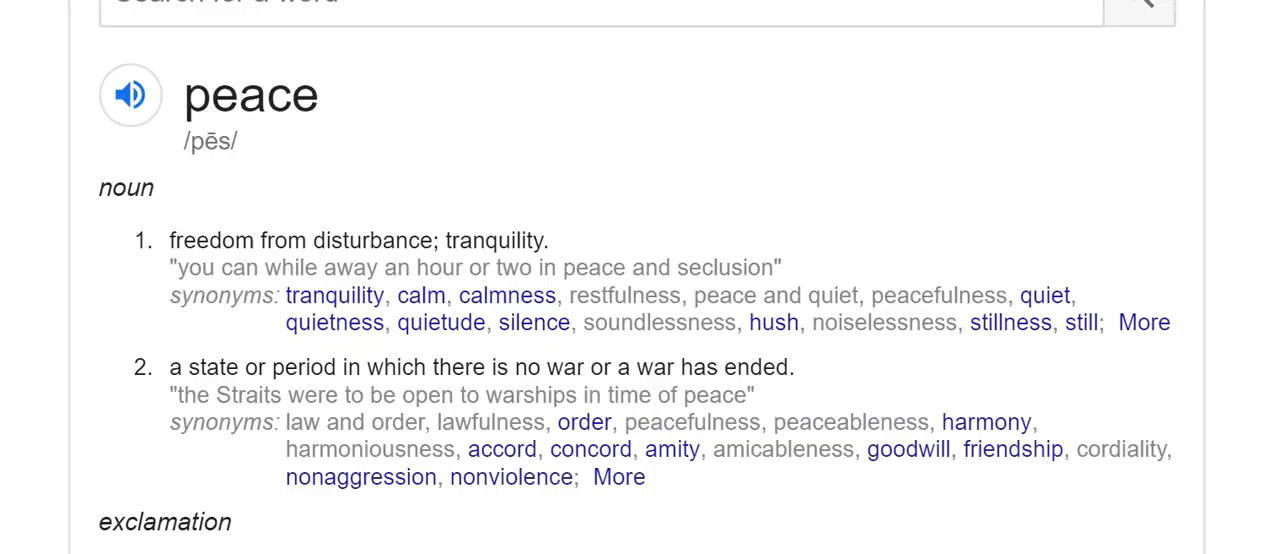 Search for a word
peace
/pēs/
noun
1. freedom from disturbance; tranquility.
"you can while away an hour or two in peace and seclusion"
synonyms: tranquility, calm, calmness, restfulness, peace and quiet, peacefulness, quiet,
quietness, quietude, silence, soundlessness, hush, noiselessness, stillness, still; More
2. a state or period in which there is no war or a war has ended.
"the Straits were to be open to warships in time of peace"
synonyms: law and order, lawfulness, order, peacefulness, peaceableness, harmony,
harmoniousness, accord, concord, amity, amicableness, goodwill, friendship, cordiality,
nonaggression, nonviolence; More
exclamation